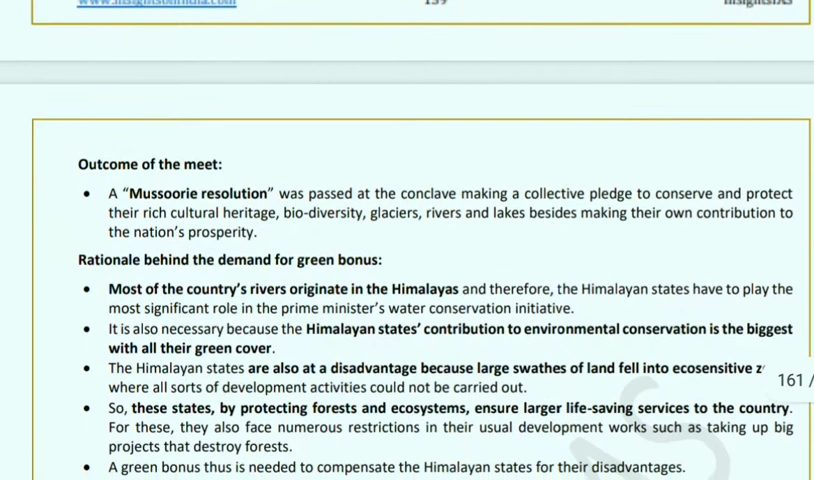 www.insightsonindia.com 159 InsightsIAS
Outcome of the meet:
• A “Mussoorie resolution” was passed at the conclave making a collective pledge to conserve and protect
their rich cultural heritage, bio-diversity, glaciers, rivers and lakes besides making their own contribution to
the nation’s prosperity.
Rationale behind the demand for green bonus:
• Most of the country’s rivers originate in the Himalayas and therefore, the Himalayan states have to play the
most significant role in the prime minister’s water conservation initiative.
• It is also necessary because the Himalayan states’ contribution to environmental conservation is the biggest
with all their green cover.
• The Himalayan states are also at a disadvantage because large swathes of land fell into ecosensitive
161 /
where all sorts of development activities could not be carried out.
• So, these states, by protecting forests and ecosystems, ensure larger life-saving services to the country.
For these, they also face numerous restrictions in their usual development works such as taking up big
projects that destroy forests.
• A green bonus thus is needed to compensate the Himalayan states for their disadvantages.